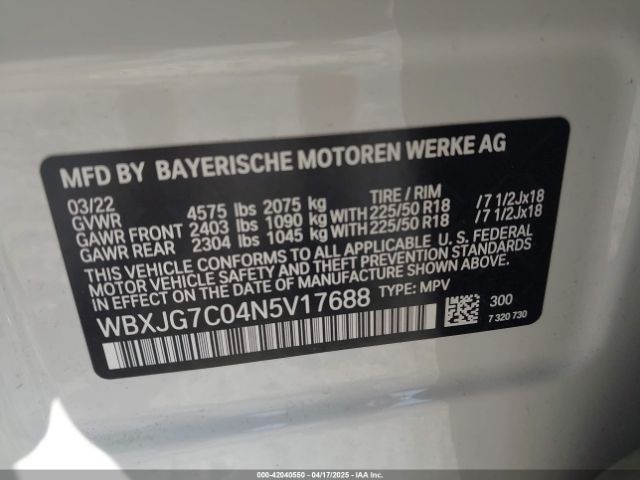 MFD BY BAYERISCHE MOTOREN WERKE AG
03/22 TIRE / RIM
GVWR 4575 lbs 2075 kg
GAWR FRONT 2403 lbs 1090 kg WITH 225/50 R18 /7 1/2Jx18
GAWR REAR 2304 lbs 1045 kg WITH 225/50 R18 /7 1/2Jx18
THIS VEHICLE CONFORMS TO ALL APPLICABLE U. S. FEDERAL
MOTOR VEHICLE SAFETY AND THEFT PREVENTION STANDARDS
IN EFFECT ON THE DATE OF MANUFACTURE SHOWN ABOVE.
WBXJG7C04N5V17688 TYPE: MPV
300
7 320 730
000-42040550 - 04/17/2025 - IAAI.com